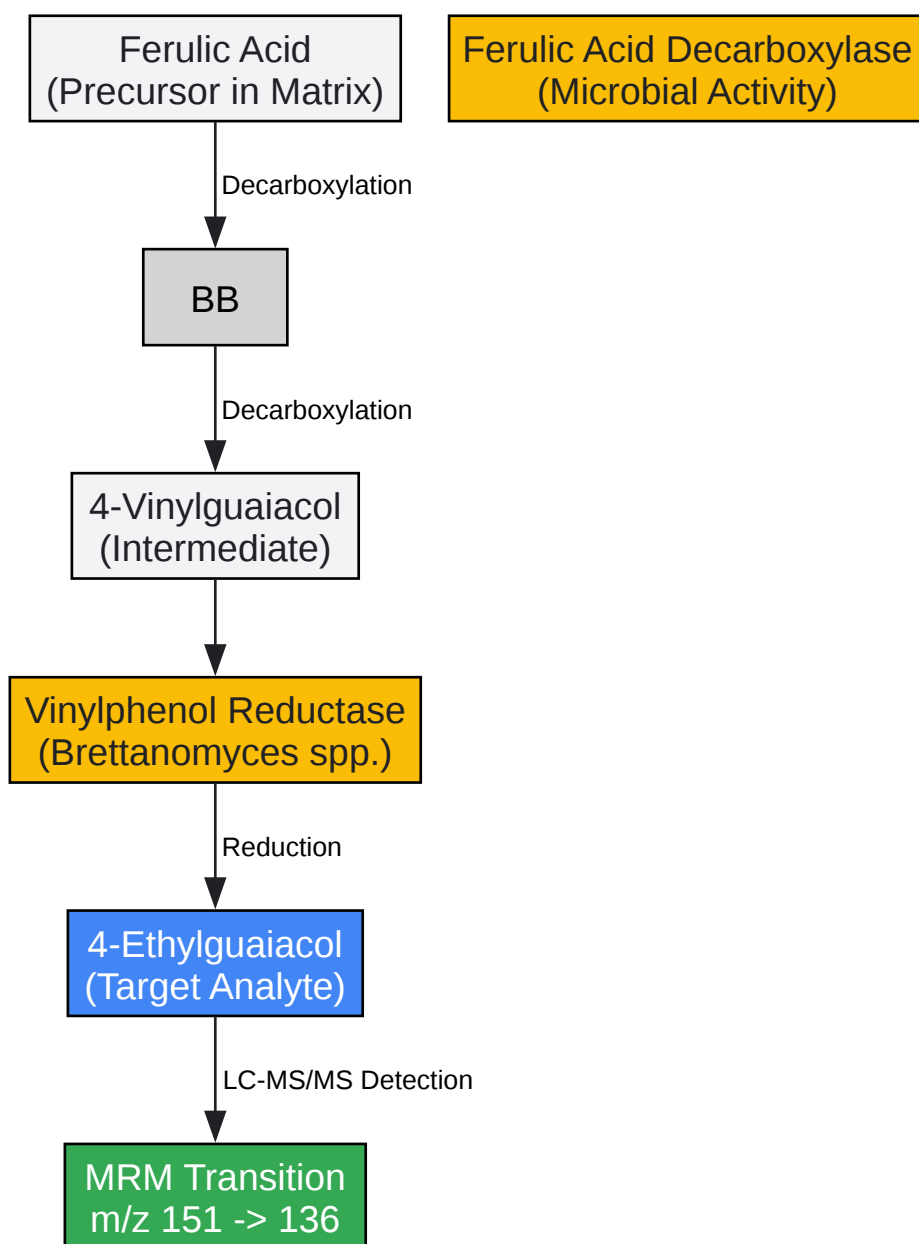 Ferulic Acid
(Precursor in Matrix)
Ferulic Acid Decarboxylase
(Microbial Activity)
Decarboxylation
BB
Decarboxylation
4-Vinylguaiacol
(Intermediate)
Vinylphenol Reductase
(Brettanomyces spp.)
Reduction
4-Ethylguaiacol
(Target Analyte)
LC-MS/MS Detection
MRM Transition
m/z 151 -> 136